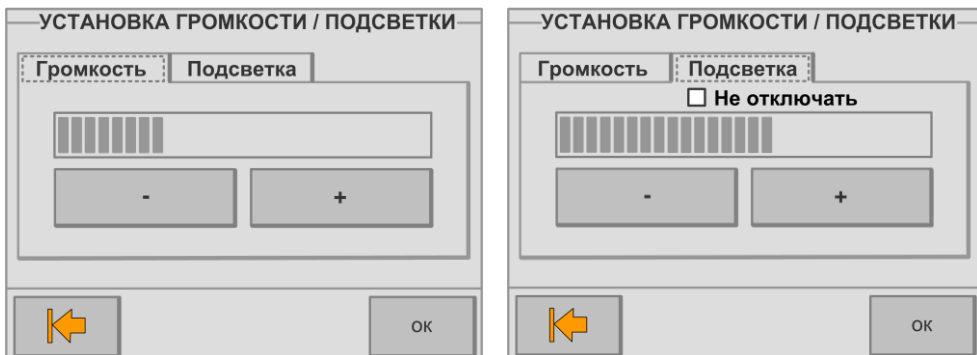 УСТАНОВКА ГРОМКОСТИ / ПОДСВЕТКИ
Громкость Подсветка
- +
ОК
УСТАНОВКА ГРОМКОСТИ / ПОДСВЕТКИ
Громкость Подсветка
Не отключать
- +
ОК